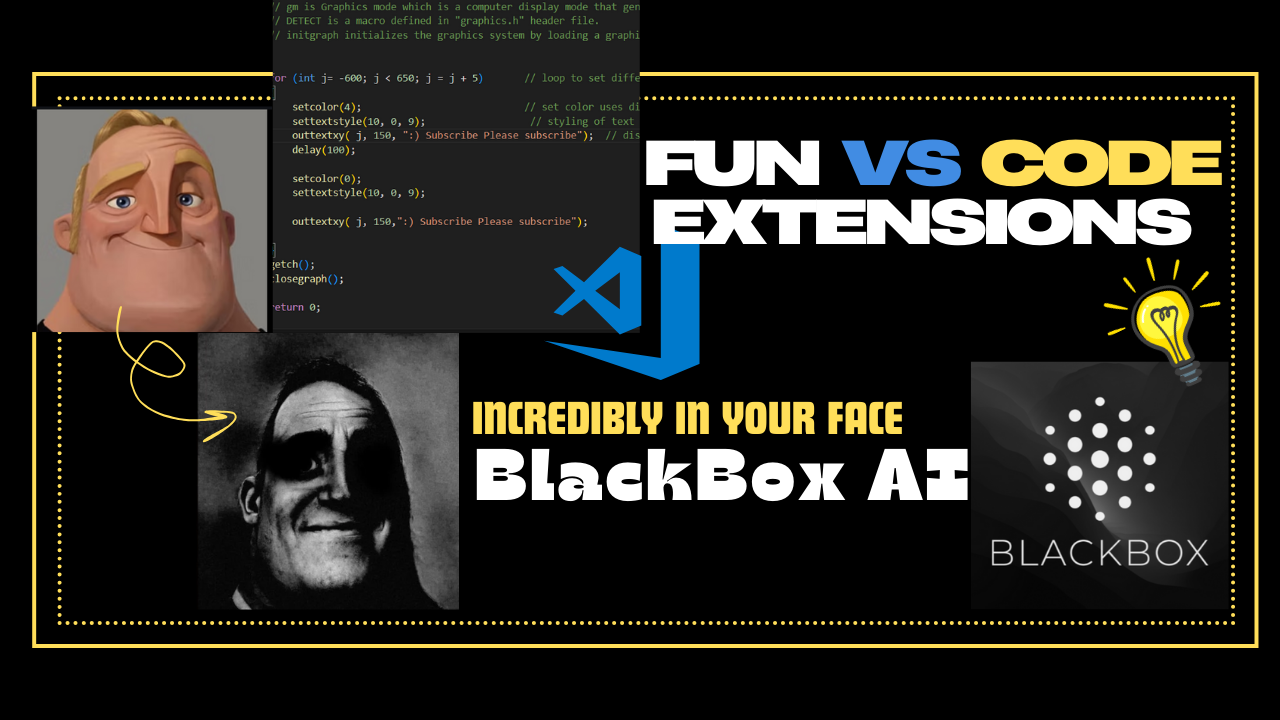 // gm is Graphics mode which is a computer display mode that gen
// DETECT is a macro defined in "graphics.h" header file.
// initgraph initializes the graphics system by loading a graphi
or (int j= -600; j < 650; j = j + 5) // loop to set diffe
setcolor(4); // set color uses di
settextstyle(10, 0, 9); // styling of text
outtextxy( j, 150, ":) Subscribe Please subscribe"); // dis
delay(100);
setcolor(0);
settextstyle(10, 0, 9);
outtextxy( j, 150,":) Subscribe Please subscribe");
etch();
losegraph();
return 0;
FUN VS CODE
EXTENSIONS
INCREDIBLY IN YOUR FACE
BlackBox AI
BLACKBOX